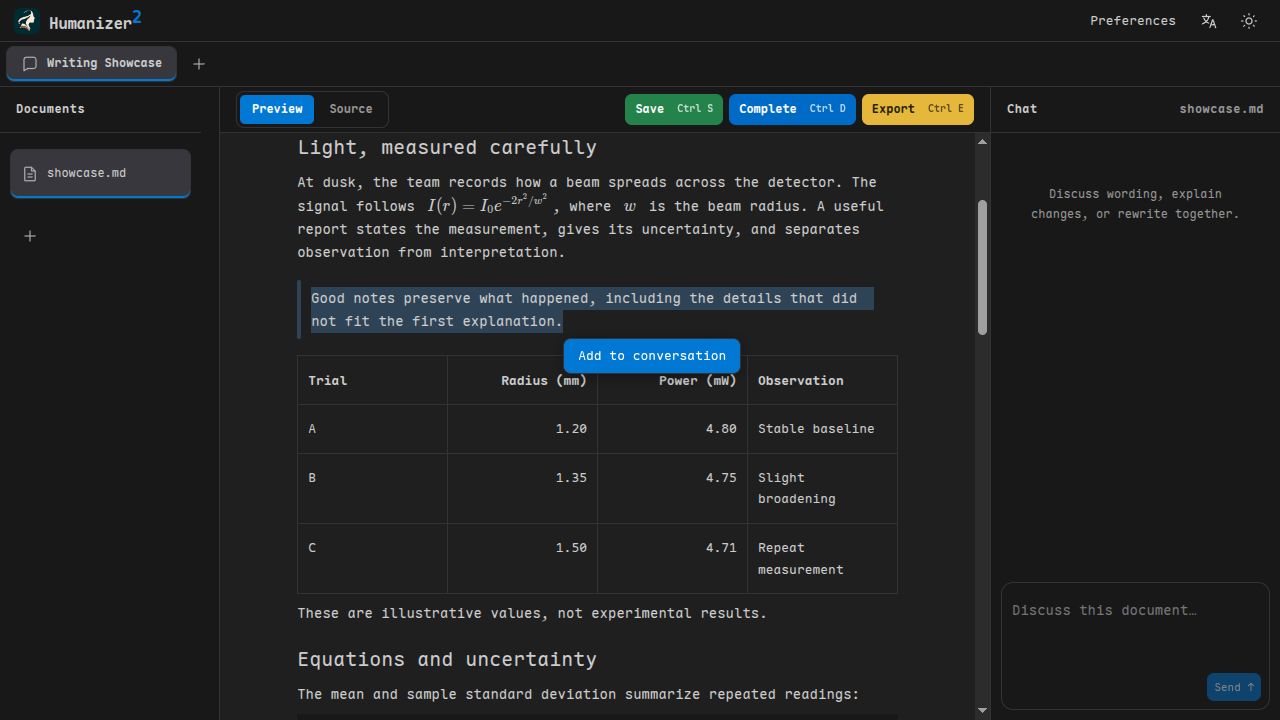 Humanizer2
Preferences
Writing Showcase
Documents
Preview
Source
Save Ctrl S
Complete Ctrl D
Export Ctrl E
Chat
showcase.md
showcase.md
Light, measured carefully
At dusk, the team records how a beam spreads across the detector. The
signal follows I(r) = I₀e^{−2r²/w²}, where w is the beam radius. A useful
report states the measurement, gives its uncertainty, and separates
observation from interpretation.
Good notes preserve what happened, including the details that did
not fit the first explanation.
Add to conversation
Trial Radius (mm) Power (mW) Observation
A 1.20 4.80 Stable baseline
B 1.35 4.75 Slight
broadening
C 1.50 4.71 Repeat
measurement
These are illustrative values, not experimental results.
Equations and uncertainty
The mean and sample standard deviation summarize repeated readings:
Discuss wording, explain
changes, or rewrite together.
Discuss this document…
Send ↑